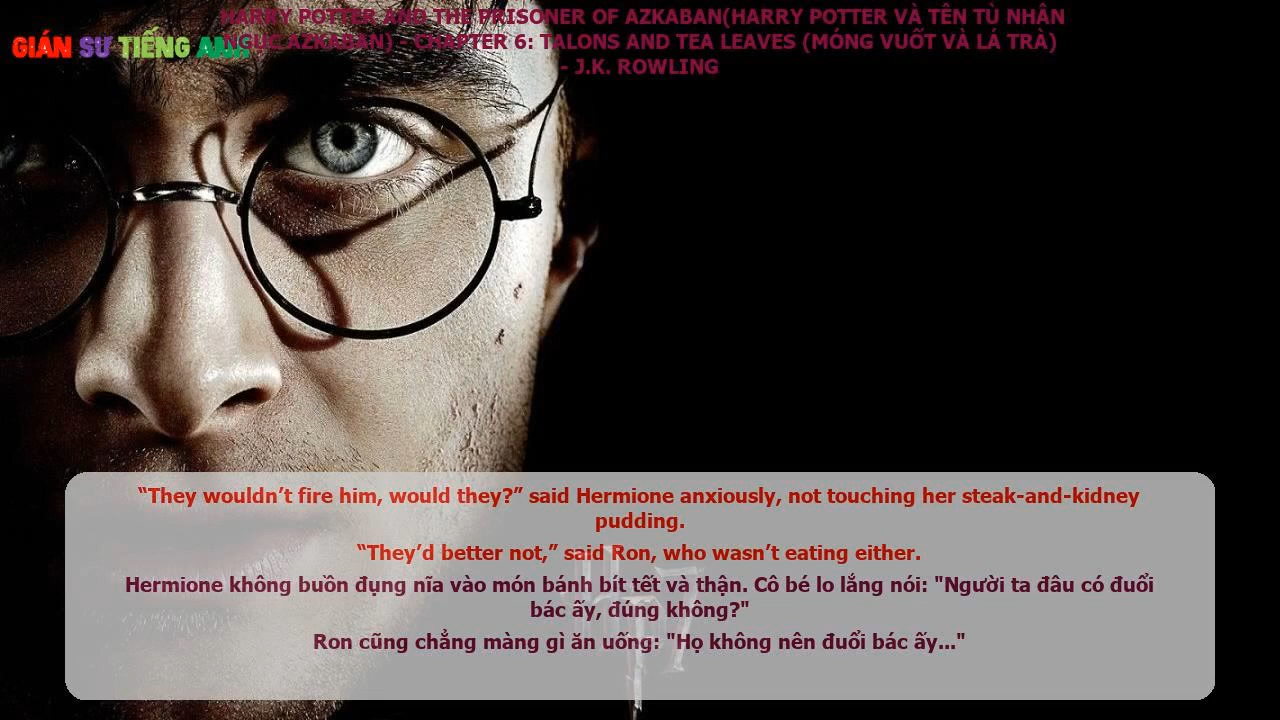 HARRY POTTER AND THE PRISONER OF AZKABAN(HARRY POTTER VÀ TÊN TÙ NHÂN
GIÁN SỨ TIẾNG ANH
NGỤC AZKABAN) - CHAPTER 6: TALONS AND TEA LEAVES (MÓNG VUỐT VÀ LÁ TRÀ)
- J.K. ROWLING
“They wouldn’t fire him, would they?” said Hermione anxiously, not touching her steak-and-kidney
pudding.
“They’d better not,” said Ron, who wasn’t eating either.
Hermione không buồn đụng nĩa vào món bánh bít tết và thận. Cô bé lo lắng nói: "Người ta đâu có đuổi
bác ấy, đúng không?"
Ron cũng chẳng màng gì ăn uống: "Họ không nên đuổi bác ấy..."